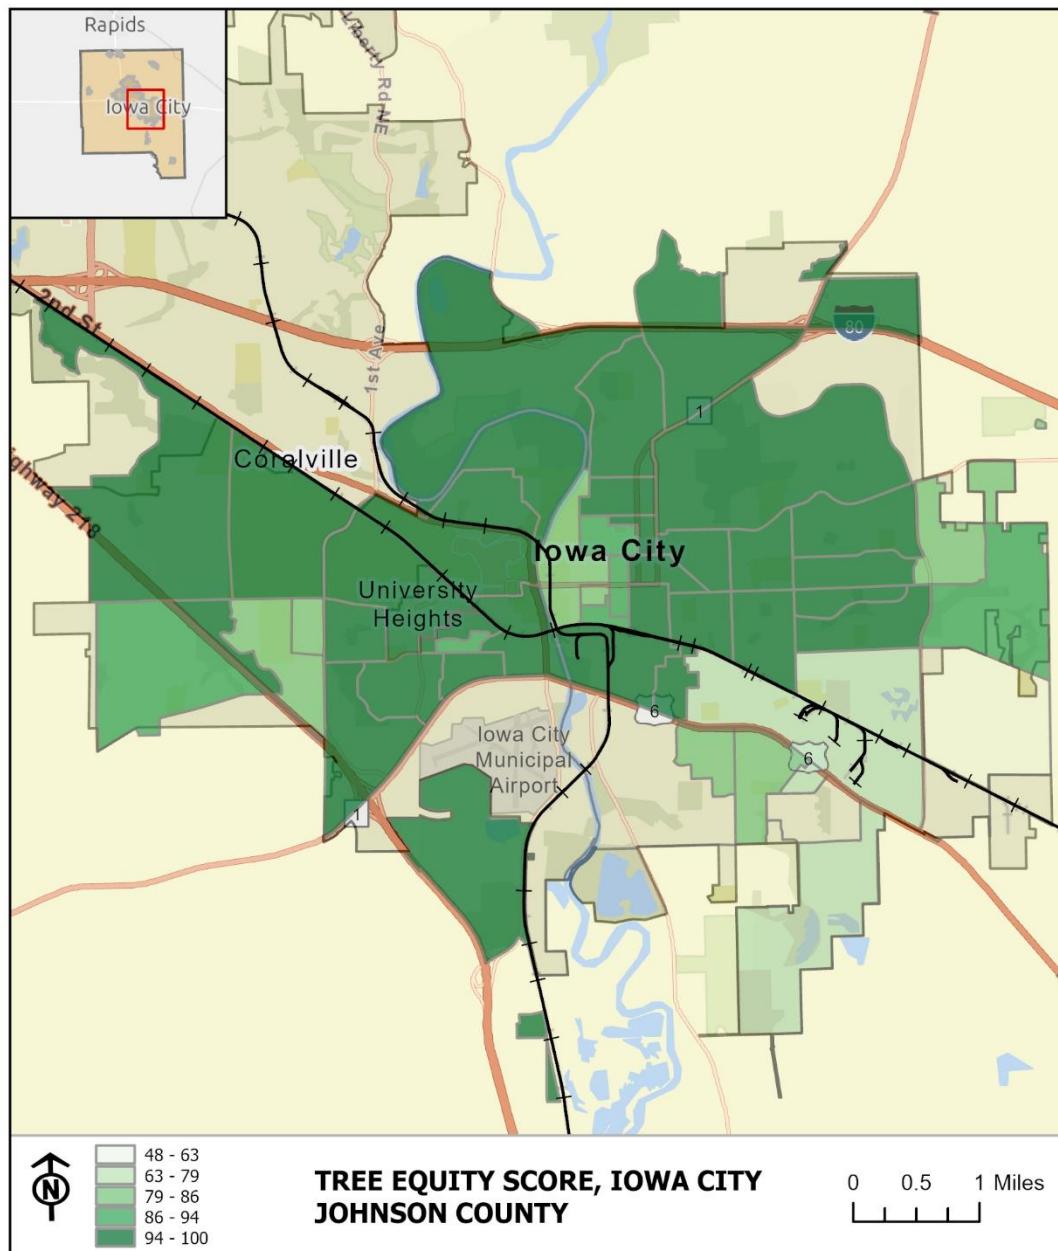 Rapids
Iowa City
Liberty Rd NE
2nd St
1st Ave
80
1
Coralville
ighway 218
Iowa City
University
Heights
6
Iowa City
Municipal
Airport
6
1
N
48 - 63
63 - 79
79 - 86
86 - 94
94 - 100
TREE EQUITY SCORE, IOWA CITY
JOHNSON COUNTY
0 0.5 1 Miles